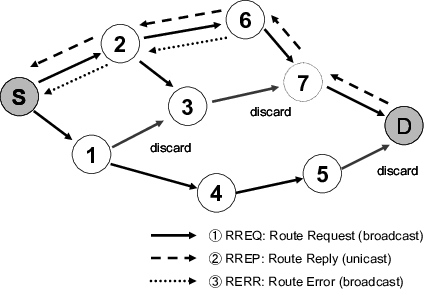 6
2
S
7
3
discard
D
1
discard
5
discard
4
① RREQ: Route Request (broadcast)
② RREP: Route Reply (unicast)
③ RERR: Route Error (broadcast)